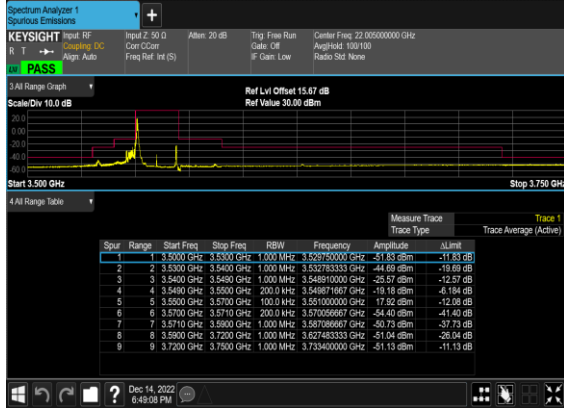 Spectrum Analyzer 1
Spurious Emissions
KEYSIGHT Input: RF Input Z: 50 Ω Atten: 20 dB Trig: Free Run Center Freq: 22.005000000 GHz
R T Coupling: DC Corr CCorr Gate: Off Avg|Hold: 100/100
Align: Auto Freq Ref: Int (S) IF Gain: Low Radio Std: None
PASS
3 All Range Graph
Ref Lvl Offset 15.67 dB
Scale/Div 10.0 dB Ref Value 30.00 dBm
20.0
0.00
-20.0
-40.0
-60.0
Start 3.500 GHz Stop 3.750 GHz
4 All Range Table
Measure Trace Trace 1
Trace Type Trace Average (Active)
Spur Range Start Freq Stop Freq RBW Frequency Amplitude ΔLimit
1 1 3.5000 GHz 3.5300 GHz 1.000 MHz 3.529750000 GHz -51.83 dBm -11.83 dB
2 2 3.5300 GHz 3.5400 GHz 1.000 MHz 3.532783333 GHz -44.69 dBm -19.69 dB
3 3 3.5400 GHz 3.5490 GHz 1.000 MHz 3.548910000 GHz -25.57 dBm -12.57 dB
4 4 3.5490 GHz 3.5500 GHz 200.0 kHz 3.549871667 GHz -19.18 dBm -6.184 dB
5 5 3.5500 GHz 3.5700 GHz 100.0 kHz 3.551000000 GHz 17.92 dBm -12.08 dB
6 6 3.5700 GHz 3.5710 GHz 200.0 kHz 3.570056667 GHz -54.40 dBm -41.40 dB
7 7 3.5710 GHz 3.5900 GHz 1.000 MHz 3.587086667 GHz -50.73 dBm -37.73 dB
8 8 3.5900 GHz 3.7200 GHz 1.000 MHz 3.627483333 GHz -51.04 dBm -26.04 dB
9 9 3.7200 GHz 3.7500 GHz 1.000 MHz 3.733400000 GHz -51.13 dBm -11.13 dB
Dec 14, 2022
6:49:08 PM